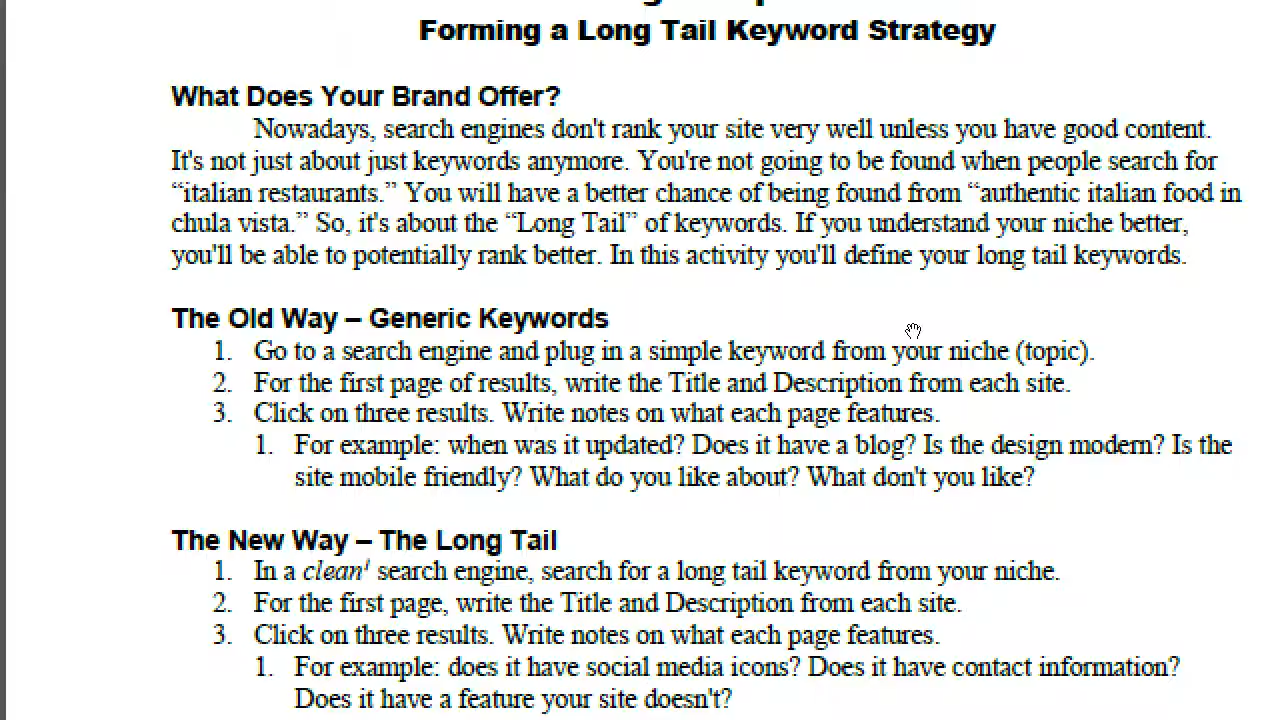 Forming a Long Tail Keyword Strategy
What Does Your Brand Offer?
Nowadays, search engines don't rank your site very well unless you have good content.
It's not just about just keywords anymore. You're not going to be found when people search for
“italian restaurants.” You will have a better chance of being found from “authentic italian food in
chula vista.” So, it's about the “Long Tail” of keywords. If you understand your niche better,
you'll be able to potentially rank better. In this activity you'll define your long tail keywords.
The Old Way – Generic Keywords
1. Go to a search engine and plug in a simple keyword from your niche (topic).
2. For the first page of results, write the Title and Description from each site.
3. Click on three results. Write notes on what each page features.
1. For example: when was it updated? Does it have a blog? Is the design modern? Is the
site mobile friendly? What do you like about? What don't you like?
The New Way – The Long Tail
1. In a clean¹ search engine, search for a long tail keyword from your niche.
2. For the first page, write the Title and Description from each site.
3. Click on three results. Write notes on what each page features.
1. For example: does it have social media icons? Does it have contact information?
Does it have a feature your site doesn't?